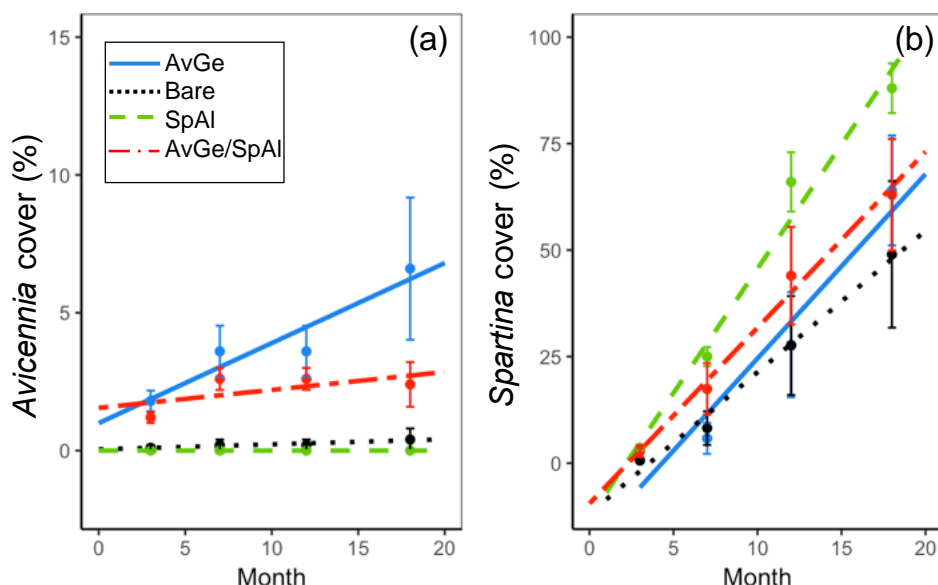 (a)
15
10
5
0
Avicennia cover (%)
AvGe
Bare
SpAl
AvGe/SpAl
0 5 10 15 20
Month
(b)
100
75
50
25
0
Spartina cover (%)
0 5 10 15 20
Month